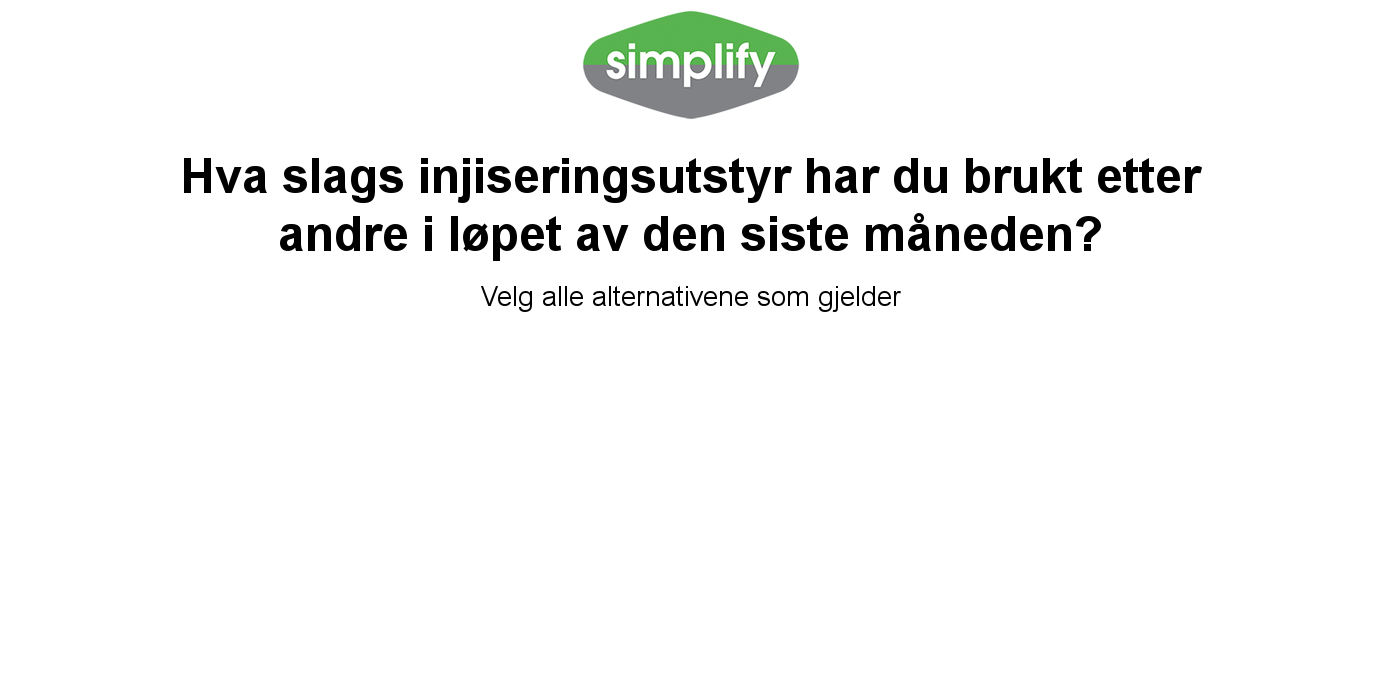 simplify
Hva slags injiseringsutstyr har du brukt etter
andre i løpet av den siste måneden?
Velg alle alternativene som gjelder